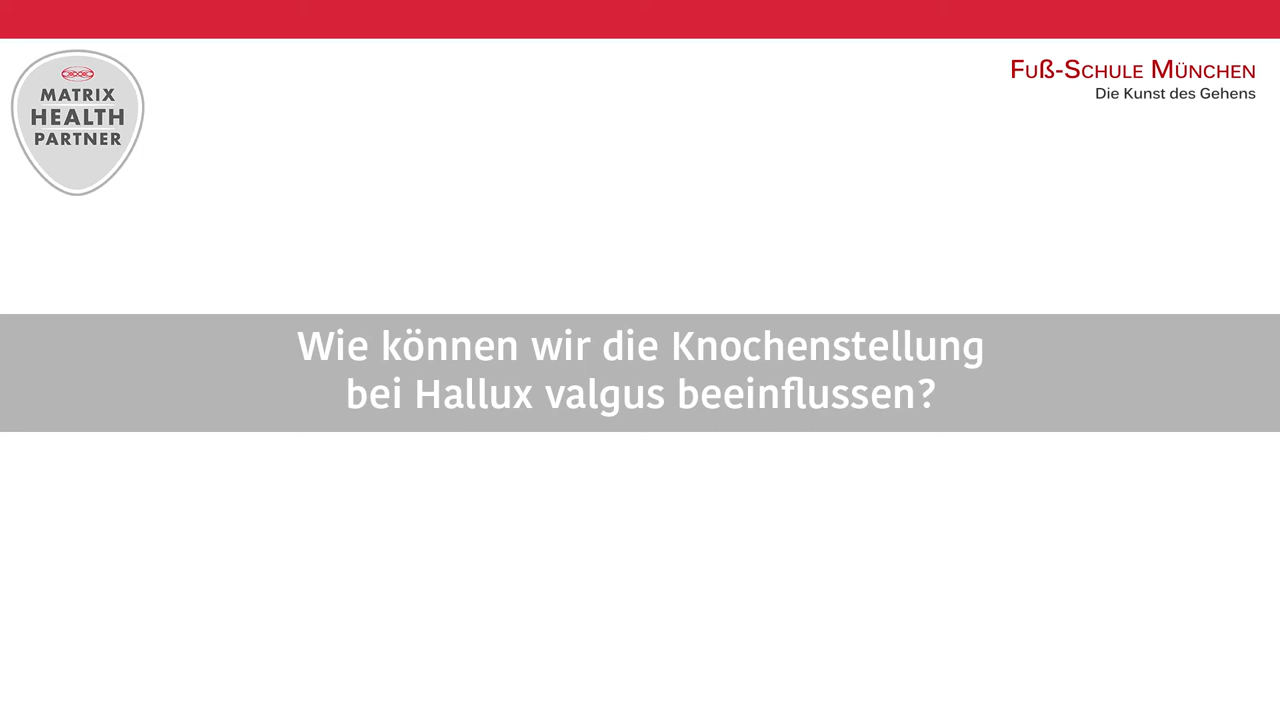 MATRIX
HEALTH
PARTNER
Fuß-Schule München
Die Kunst des Gehens
Wie können wir die Knochenstellung
bei Hallux valgus beeinflussen?